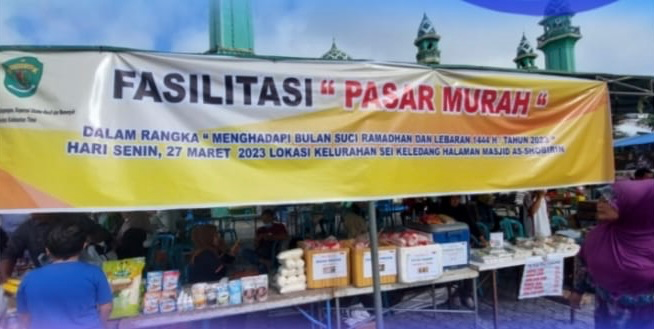 FASILITASI " PASAR MURAH "
DALAM RANGKA " MENGHADAPI BULAN SUCI RAMADHAN DAN LEBARAN 1444 H TAHUN 2023 "
HARI SENIN, 27 MARET 2023 LOKASI KELURAHAN SEI KELEDANG HALAMAN MASJID AS-SHOBIRIN